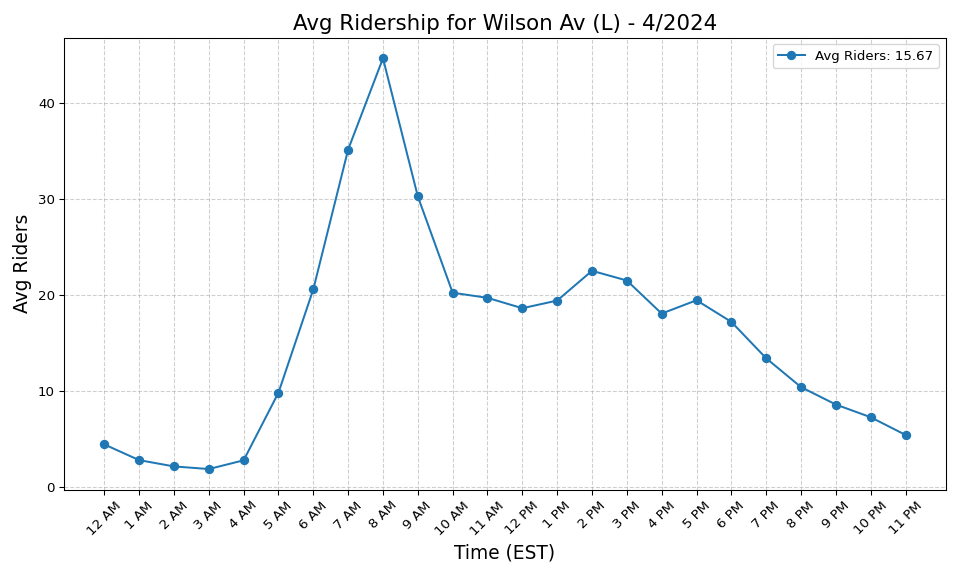 Avg Ridership for Wilson Av (L) - 4/2024
Avg Riders: 15.67
Avg Riders
40
30
20
10
0
12 AM
1 AM
2 AM
3 AM
4 AM
5 AM
6 AM
7 AM
8 AM
9 AM
10 AM
11 AM
12 PM
1 PM
2 PM
3 PM
4 PM
5 PM
6 PM
7 PM
8 PM
9 PM
10 PM
11 PM
Time (EST)